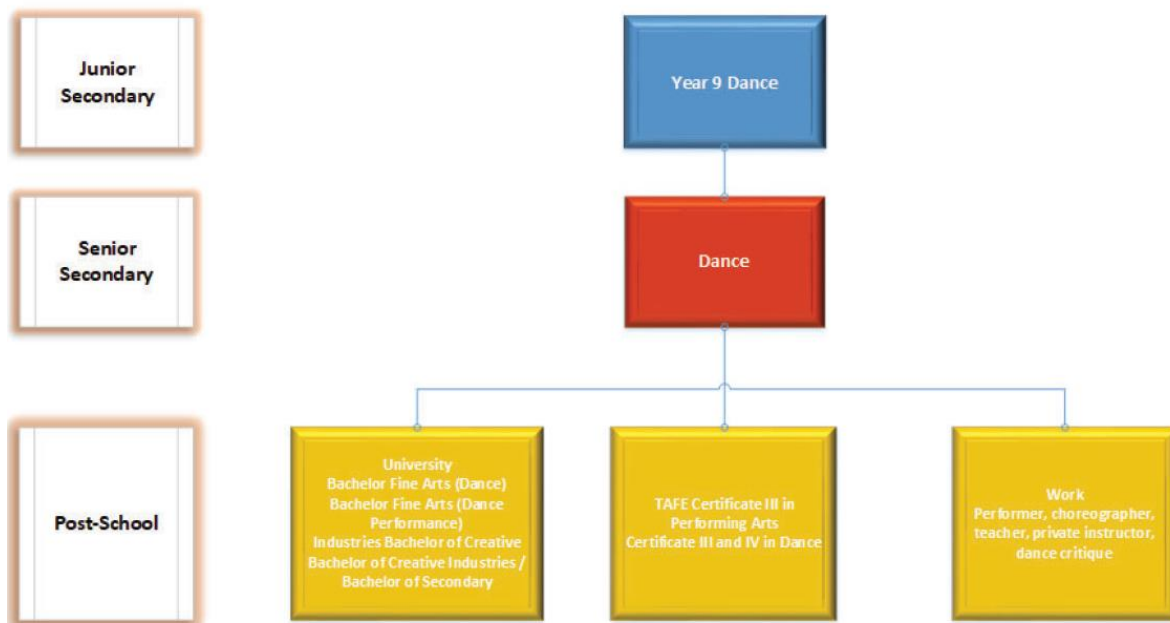 Junior
Secondary
Year 9 Dance
Senior
Secondary
Dance
Post-School
University
Bachelor Fine Arts (Dance)
Bachelor Fine Arts (Dance
Performance)
Industries Bachelor of Creative
Bachelor of Creative Industries /
Bachelor of Secondary
TAFE Certificate III in
Performing Arts
Certificate III and IV in Dance
Work
Performer, choreographer,
teacher, private instructor,
dance critique